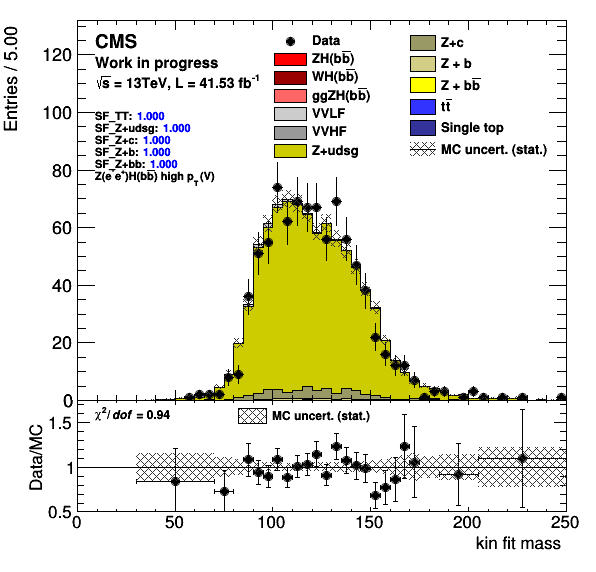 CMS
Work in progress
√s = 13TeV, L = 41.53 fb⁻¹
SF_TT: 1.000
SF_Z+udsg: 1.000
SF_Z+c: 1.000
SF_Z+b: 1.000
SF_Z+bb: 1.000
Z(e⁻e⁺)H(bb̅) high p_T(V)
Data
ZH(bb̅)
WH(bb̅)
ggZH(bb̅)
VVLF
VVHF
Z+udsg
Z+c
Z + b
Z + bb̅
tt̅
Single top
MC uncert. (stat.)
Entries / 5.00
120
100
80
60
40
20
0
χ²/dof = 0.94
MC uncert. (stat.)
Data/MC
1.5
1
0.5
0 50 100 150 200 250
kin fit mass